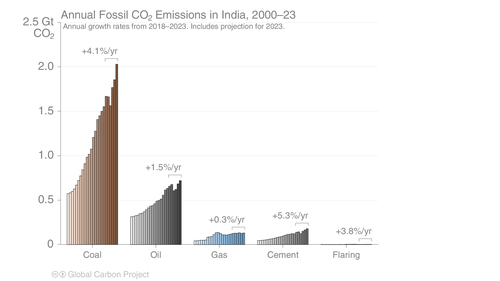 Annual Fossil CO₂ Emissions in India, 2000–23
Annual growth rates from 2018–2023. Includes projection for 2023.
2.5 Gt
CO₂
2.0
1.5
1.0
0.5
0
+4.1%/yr
+1.5%/yr
+0.3%/yr
+5.3%/yr
+3.8%/yr
Coal
Oil
Gas
Cement
Flaring
Global Carbon Project